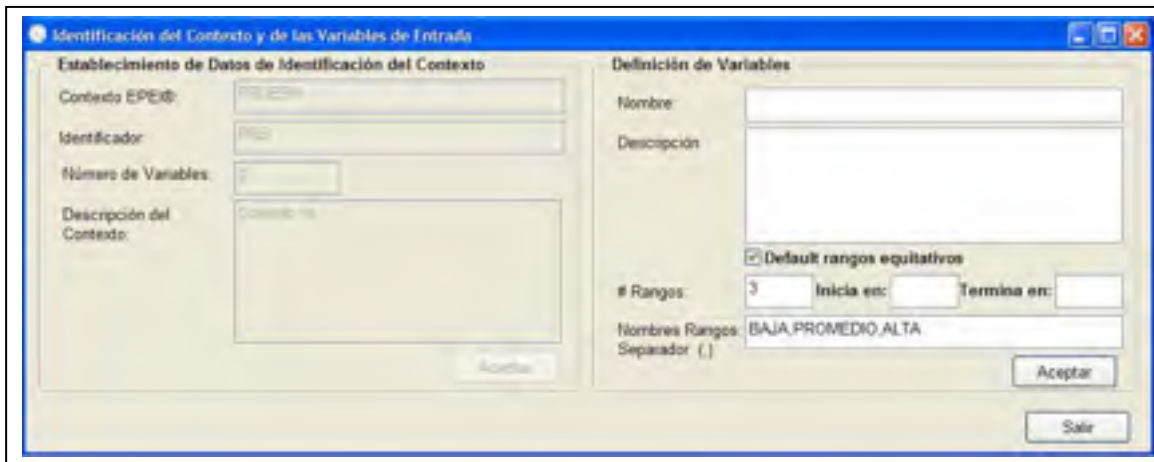 Identificación del Contexto y de las Variables de Entrada
Establecimiento de Datos de Identificación del Contexto
Contexto EPEI®:
PRUEBA
Identificador
Número de Variables:
Descripción del
Contexto:
Aceptar
Definición de Variables
Nombre:
Descripción
Default rangos equitativos
# Rangos: 3 Inicia en: Termina en:
Nombres Rangos: BAJA,PROMEDIO,ALTA
Separador (,)
Aceptar
Salir